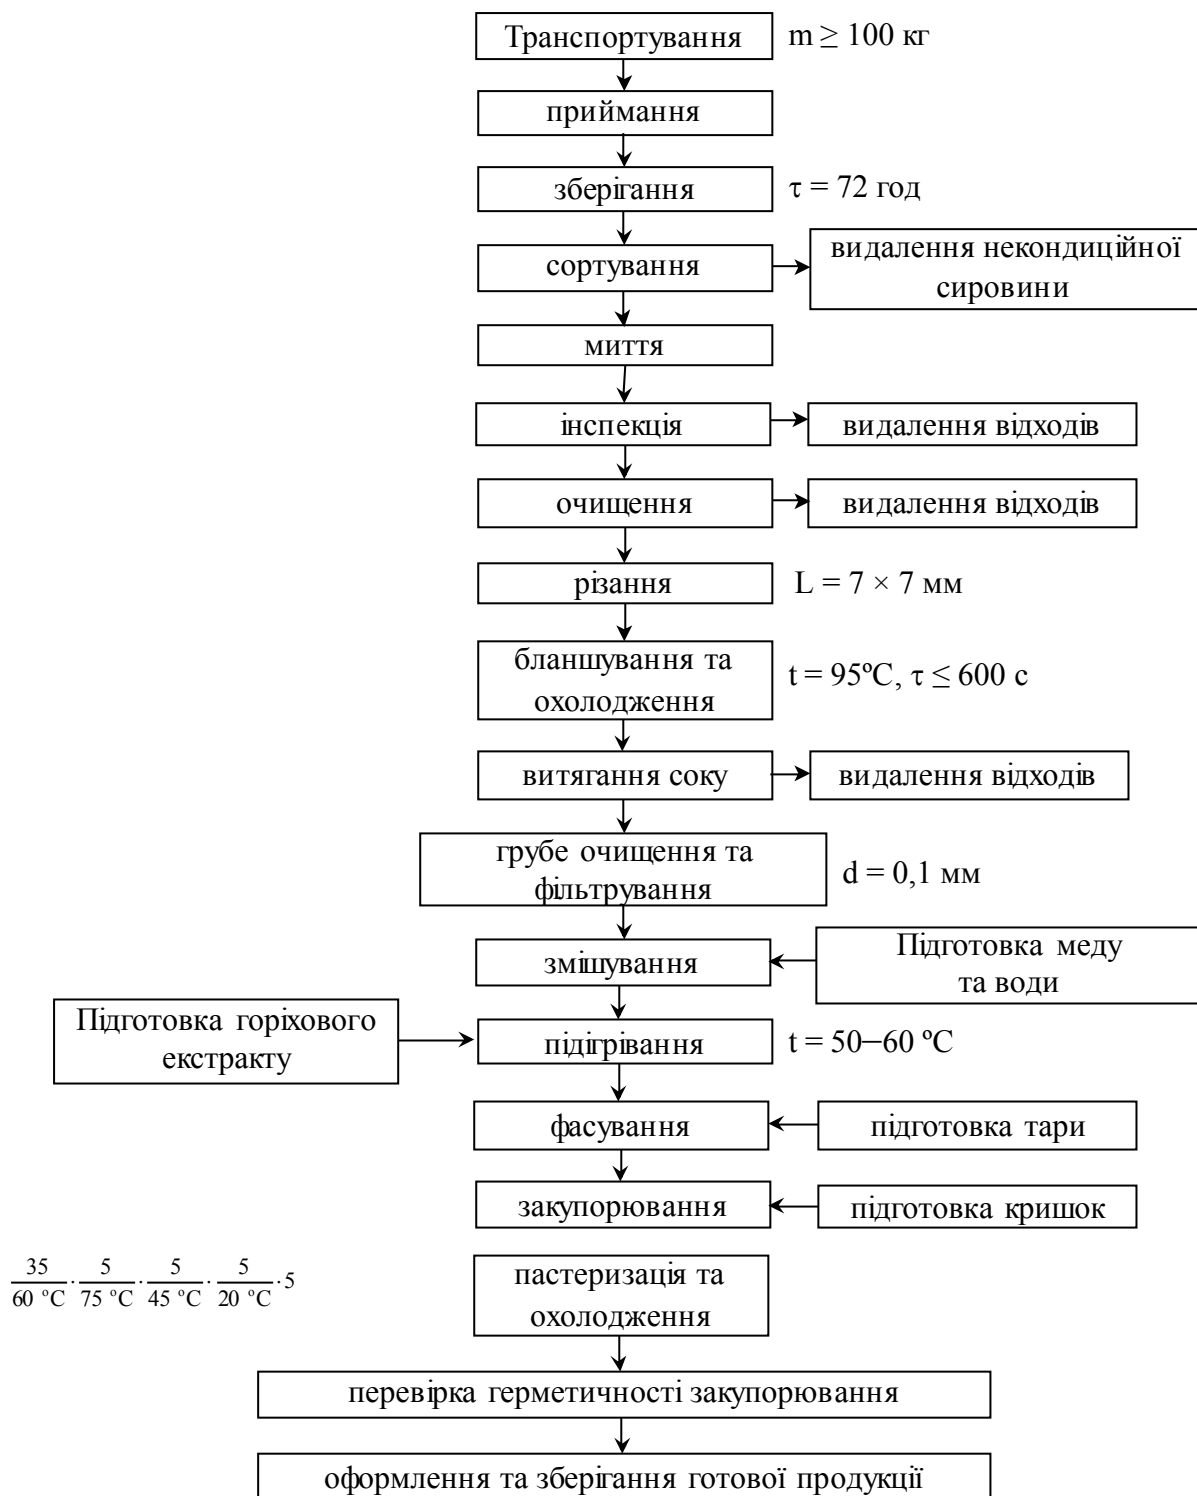 Транспортування
m ≥ 100 кг
приймання
зберігання
τ = 72 год
сортування
видалення некондиційної
сировини
миття
інспекція
видалення відходів
очищення
видалення відходів
різання
L = 7 × 7 мм
бланшування та
охолодження
t = 95ºC, τ ≤ 600 с
витягання соку
видалення відходів
грубе очищення та
фільтрування
d = 0,1 мм
змішування
Підготовка меду
та води
Підготовка горіхового
екстракту
підігрівання
t = 50–60 ºC
фасування
підготовка тари
закупорювання
підготовка кришок
35/60 ºC · 5/75 ºC · 5/45 ºC · 5/20 ºC · 5
пастеризація та
охолодження
перевірка герметичності закупорювання
оформлення та зберігання готової продукції